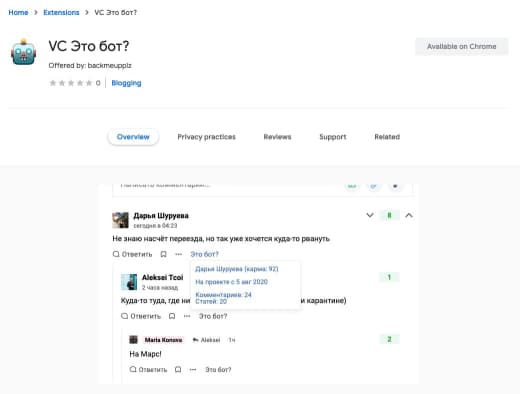 Home > Extensions > VC Это бот?
VC Это бот?
Offered by: backmeupplz
0 | Blogging
Available on Chrome
Overview Privacy practices Reviews Support Related
Написать комментарий...
Дарья Шуруева
сегодня в 04:23
8
Не знаю насчёт переезда, но так уже хочется куда-то рвануть
Ответить ••• Это бот?
Дарья Шуруева (карма: 92)
На проекте с 5 авг 2020
Комментариев: 24
Статей: 20
Aleksei Tcoi
2 часа назад
1
Куда-то туда, где ни и карантине)
Ответить ••• Это бот?
Maria Konova Aleksei 1ч
2
На Марс!
Ответить ••• Это бот?